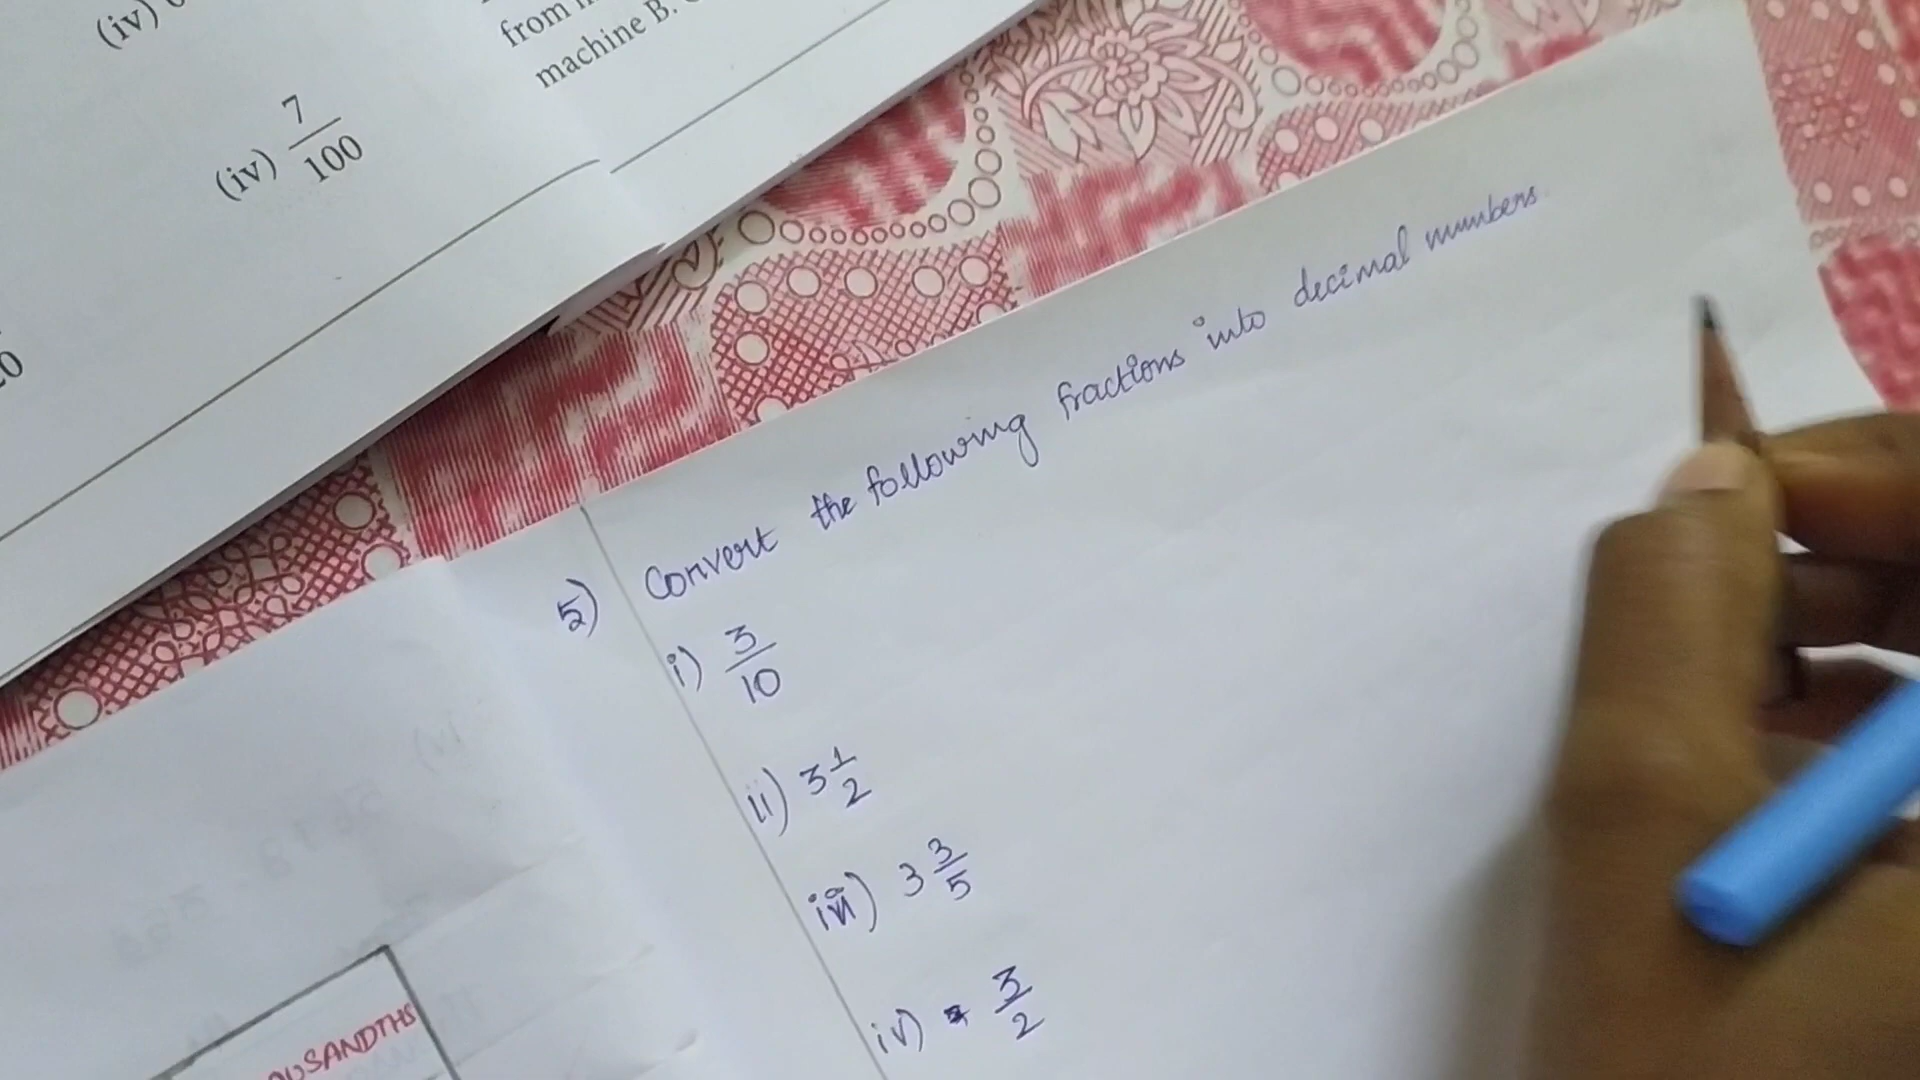 (iv)
from
machine B.
(iv) 7/100
5) Convert the following fractions into decimal numbers.
i) 3/10
ii) 3 1/2
iii) 3 3/5
iv) 3/2